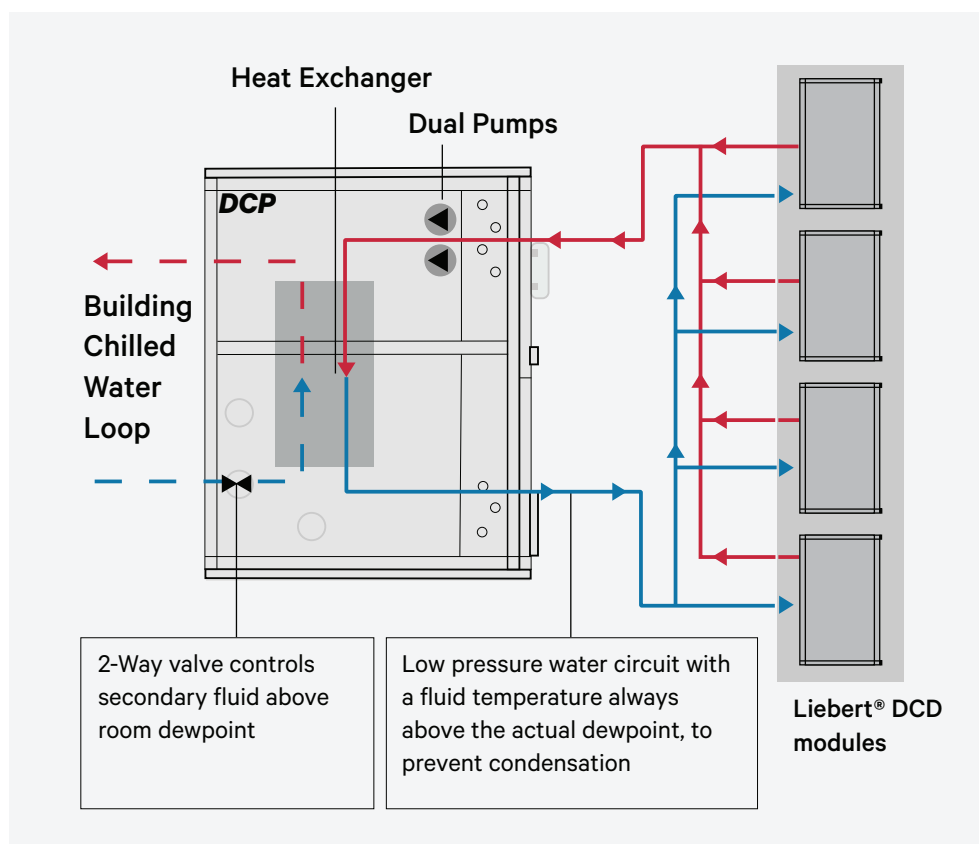 Heat Exchanger
Dual Pumps
DCP
Building
Chilled
Water
Loop
2-Way valve controls
secondary fluid above
room dewpoint
Low pressure water circuit with
a fluid temperature always
above the actual dewpoint, to
prevent condensation
Liebert® DCD
modules